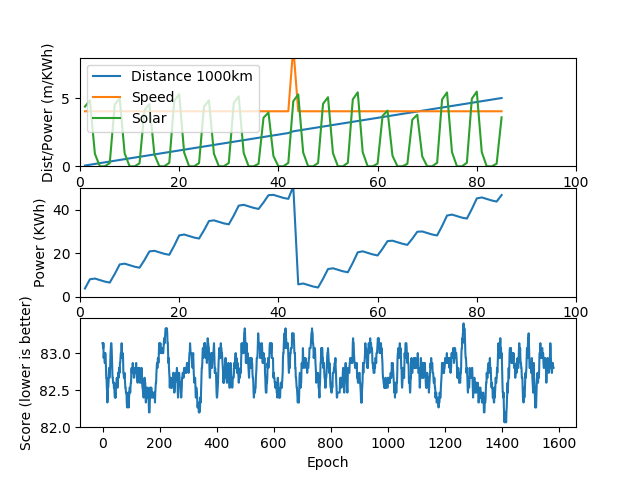 Dist/Power (m/KWh)
5
0
Distance 1000km
Speed
Solar
0 20 40 60 80 100
Power (KWh)
40
20
0
0 20 40 60 80 100
Score (lower is better)
83.0
82.5
82.0
0 200 400 600 800 1000 1200 1400 1600
Epoch